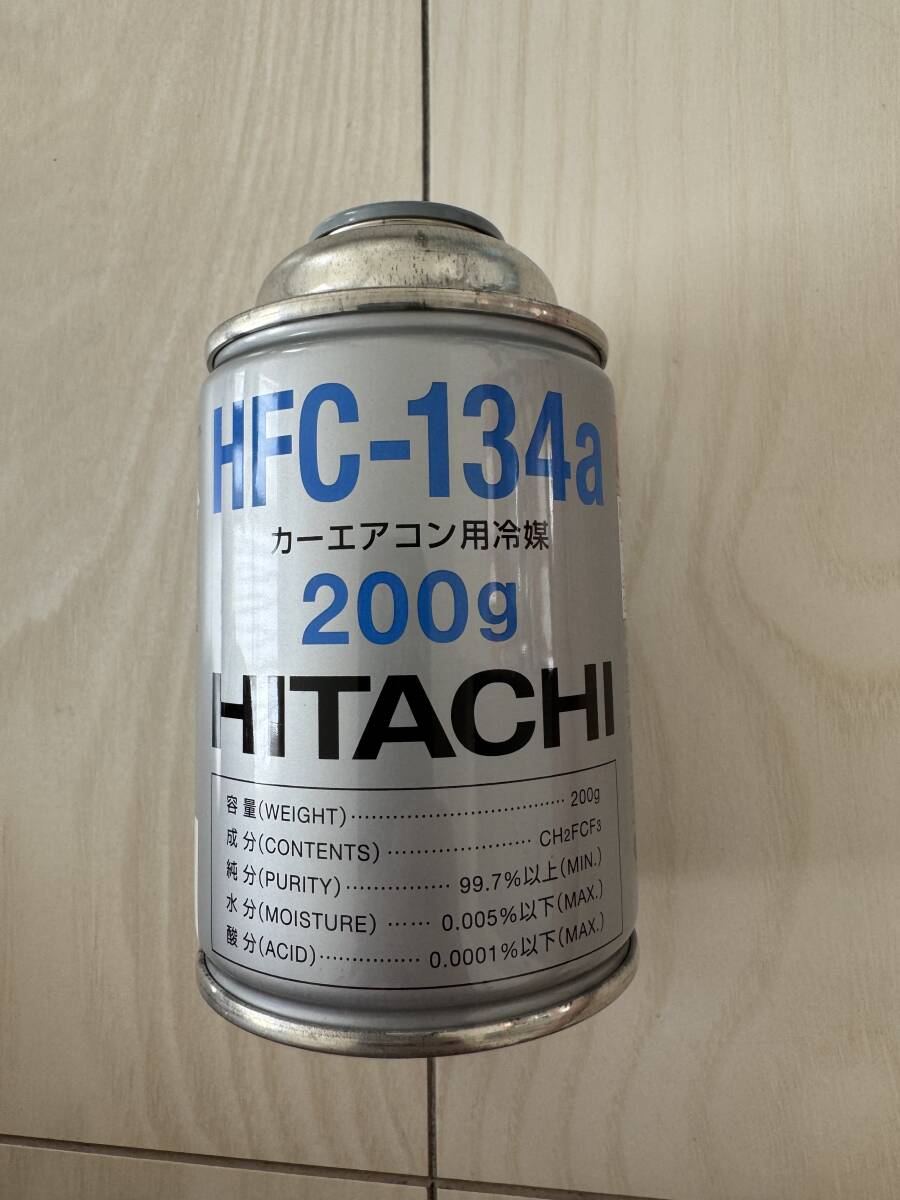 HFC-134a
カーエアコン用冷媒
200g
HITACHI
容量(WEIGHT).................................. 200g
成分(CONTENTS)..................... CH2FCF3
純分(PURITY)............... 99.7%以上(MIN.)
水分(MOISTURE)...... 0.005%以下(MAX.)
酸分(ACID)............... 0.0001%以下(MAX.)